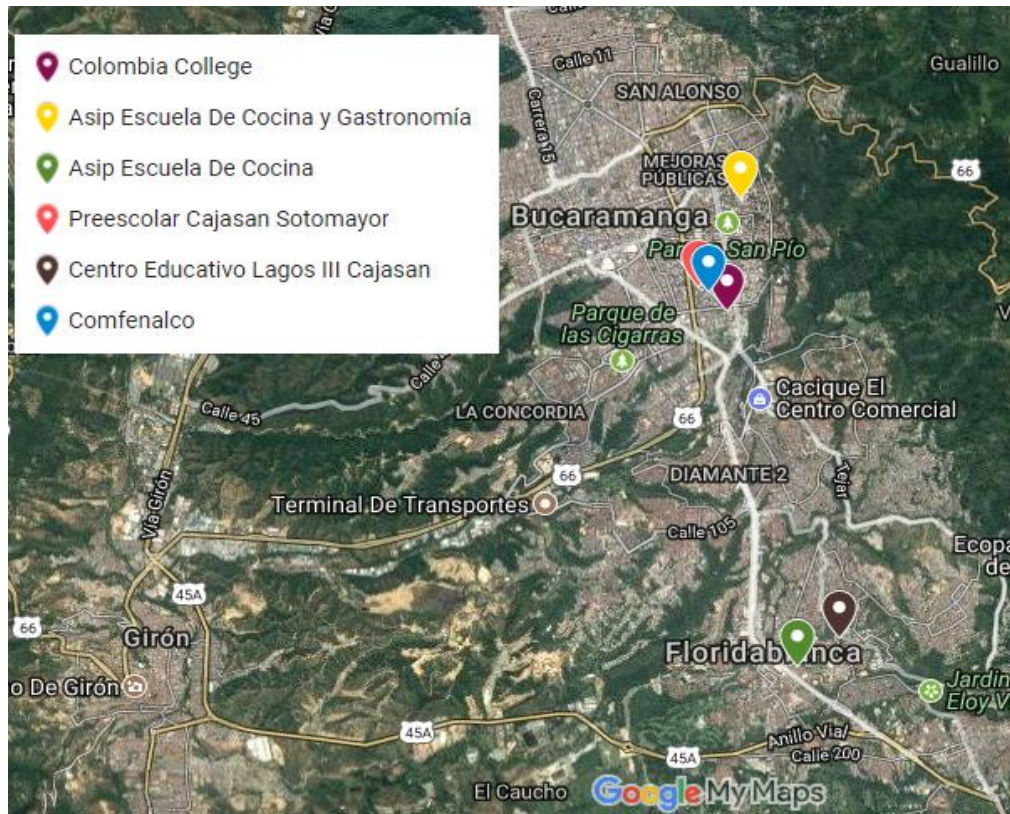 Colombia College
Asip Escuela De Cocina y Gastronomía
Asip Escuela De Cocina
Preescolar Cajasan Sotomayor
Centro Educativo Lagos III Cajasan
Comfenalco
Calle 11
Gualillo
SAN ALONSO
Carrera 15
MEJORAS
PÚBLICAS
66
Bucaramanga
San Pío
Parque de
las Cigarras
Calle 45
LA CONCORDIA
66
Cacique El
Centro Comercial
66
DIAMANTE 2
Tejar
Vía Girón
Terminal De Transportes
Calle 105
45A
66
Girón
Floridablanca
o De Girón
Jardín
Eloy V
45A
45A
Anillo Vial/
Calle 200
El Caucho
Google My Maps